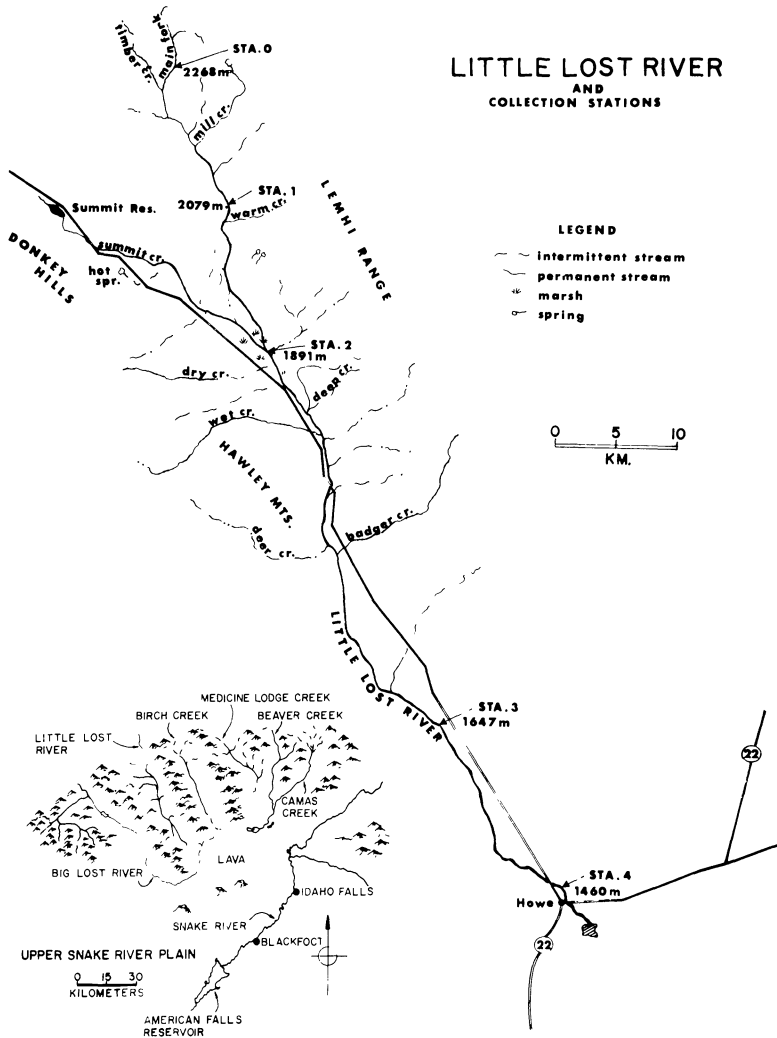 LITTLE LOST RIVER
AND
COLLECTION STATIONS
timber cr.
main fork
STA. 0
2268m
mill cr.
STA. 1
2079m
warm cr.
Summit Res.
summit cr.
DONKEY
HILLS
hot
spr.
LEMHI RANGE
LEGEND
intermittent stream
permanent stream
marsh
spring
STA. 2
1891m
dry cr.
deer cr.
wet cr.
0 5 10
KM.
HAWLEY MTS.
badger cr.
deer cr.
LITTLE LOST RIVER
STA. 3
1647m
22
STA. 4
1460m
Howe
22
MEDICINE LODGE CREEK
BIRCH CREEK
BEAVER CREEK
LITTLE LOST
RIVER
CAMAS
CREEK
LAVA
BIG LOST RIVER
IDAHO FALLS
SNAKE RIVER
BLACKFOOT
UPPER SNAKE RIVER PLAIN
0 15 30
KILOMETERS
AMERICAN FALLS
RESERVOIR